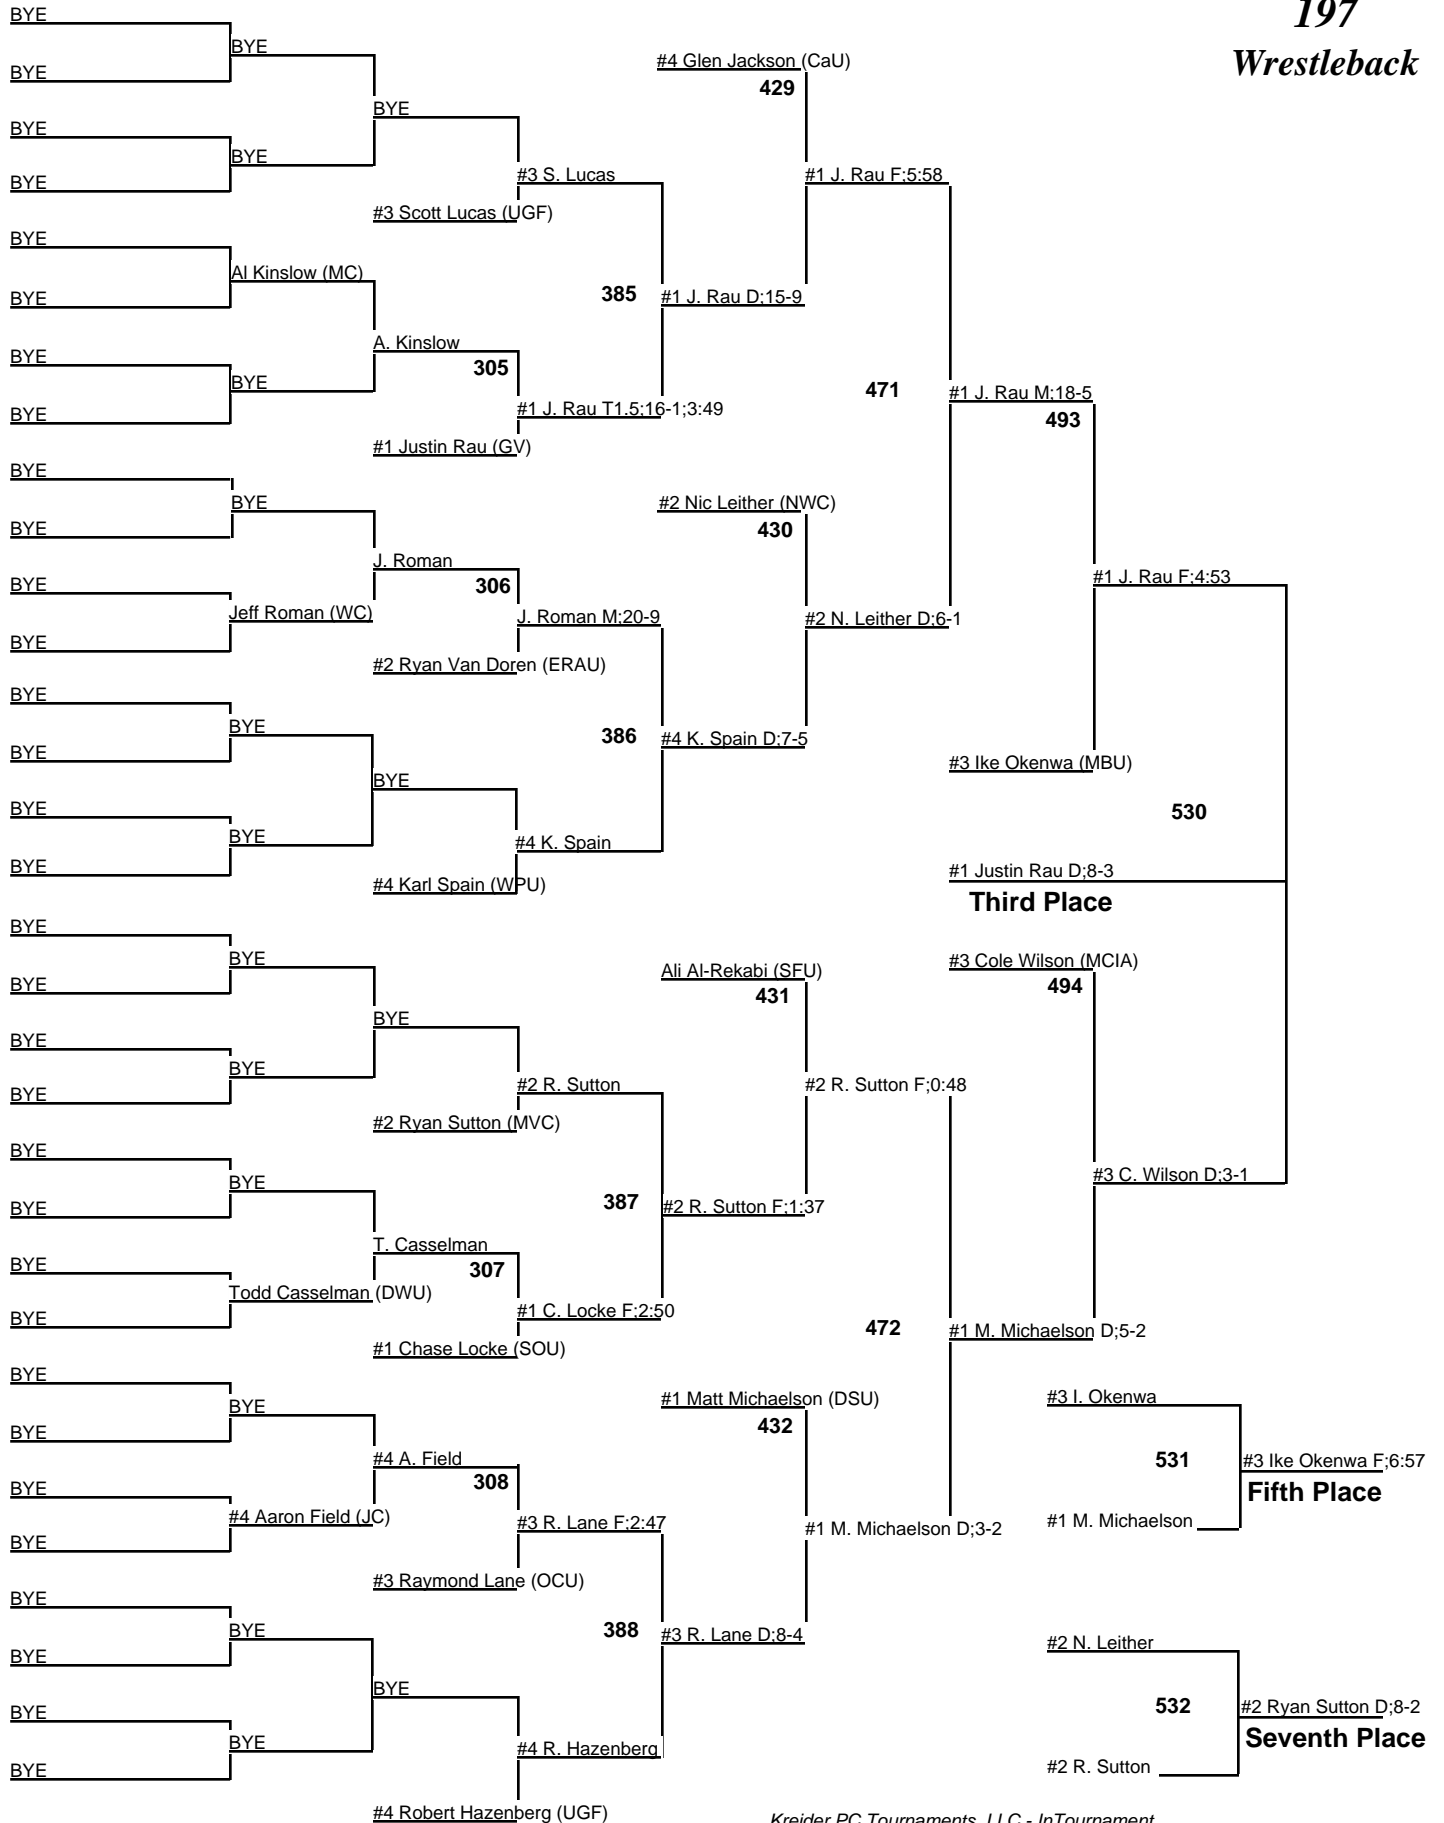 197
Wrestleback
BYE
BYE
BYE
BYE
BYE
BYE
BYE
#3 S. Lucas
#3 Scott Lucas (UGF)
BYE
Al Kinslow (MC)
BYE
A. Kinslow
305
BYE
BYE
BYE
#1 J. Rau T1.5;16-1;3:49
#1 Justin Rau (GV)
385
#1 J. Rau D;15-9
#4 Glen Jackson (CaU)
429
#1 J. Rau F;5:58
BYE
BYE
BYE
J. Roman
306
BYE
Jeff Roman (WC)
BYE
J. Roman M;20-9
#2 Ryan Van Doren (ERAU)
BYE
BYE
BYE
386
#4 K. Spain D;7-5
BYE
BYE
BYE
BYE
#4 K. Spain
#4 Karl Spain (WPU)
#2 Nic Leither (NWC)
430
#2 N. Leither D;6-1
471
#1 J. Rau M;18-5
493
#1 J. Rau F;4:53
#3 Ike Okenwa (MBU)
530
#1 Justin Rau D;8-3
Third Place
BYE
BYE
BYE
BYE
BYE
BYE
BYE
#2 R. Sutton
#2 Ryan Sutton (MVC)
BYE
BYE
BYE
T. Casselman
307
BYE
Todd Casselman (DWU)
BYE
#1 C. Locke F;2:50
#1 Chase Locke (SOU)
387
#2 R. Sutton F;1:37
Ali Al-Rekabi (SFU)
431
#2 R. Sutton F;0:48
#3 Cole Wilson (MCIA)
494
#3 C. Wilson D;3-1
472
#1 M. Michaelson D;5-2
BYE
BYE
BYE
#4 A. Field
308
BYE
#4 Aaron Field (JC)
BYE
#3 R. Lane F;2:47
#3 Raymond Lane (OCU)
#1 Matt Michaelson (DSU)
432
#1 M. Michaelson D;3-2
BYE
BYE
BYE
388
#3 R. Lane D;8-4
BYE
BYE
BYE
BYE
#4 R. Hazenberg
#4 Robert Hazenberg (UGF)
#3 I. Okenwa
531
#3 Ike Okenwa F;6:57
Fifth Place
#1 M. Michaelson
#2 N. Leither
532
#2 Ryan Sutton D;8-2
Seventh Place
#2 R. Sutton
Kreider PC Tournaments, LLC - InTournament